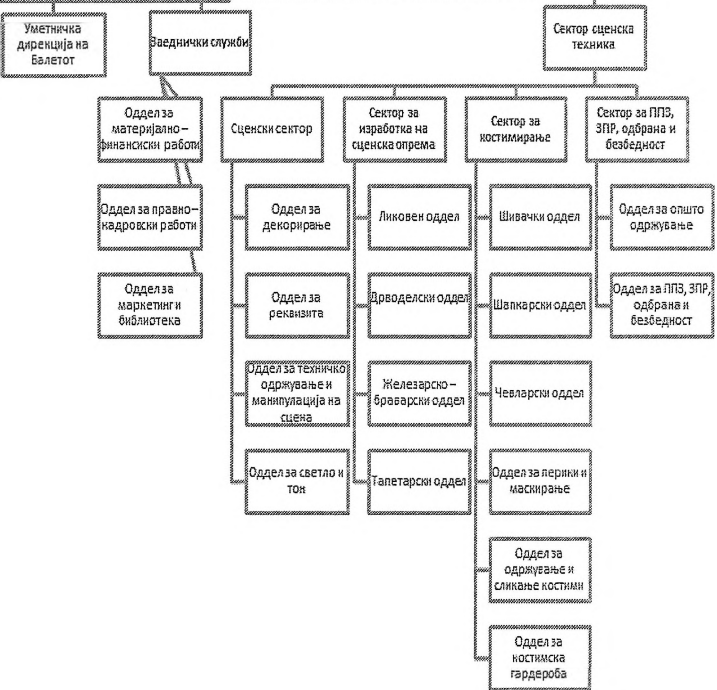 Уметничка
дирекција на
Балетот
Заеднички служби
Сектор сценска
техника
Оддел за
материјално –
финансиски работи
Оддел за правно –
кадровски работи
Оддел за
маркетинг и
библиотека
Сценски сектор
Оддел за
декорирање
Оддел за
реквизита
Оддел за техничко
одржување и
манипулација на
сцена
Оддел за светло и
тон
Сектор за
изработка на
сценска опрема
Ликовен оддел
Дрводелски оддел
Железарско –
браварски оддел
Тапетарски оддел
Сектор за
костимирање
Шивачки оддел
Шапкарски оддел
Чевларски оддел
Оддел за перики и
маскирање
Оддел за
одржување и
сликање костими
Оддел за
костимска
гардероба
Сектор за ППЗ,
ЗПР, одбрана и
безбедност
Оддел за општо
одржување
Оддел за ППЗ, ЗПР,
одбрана и
безбедност